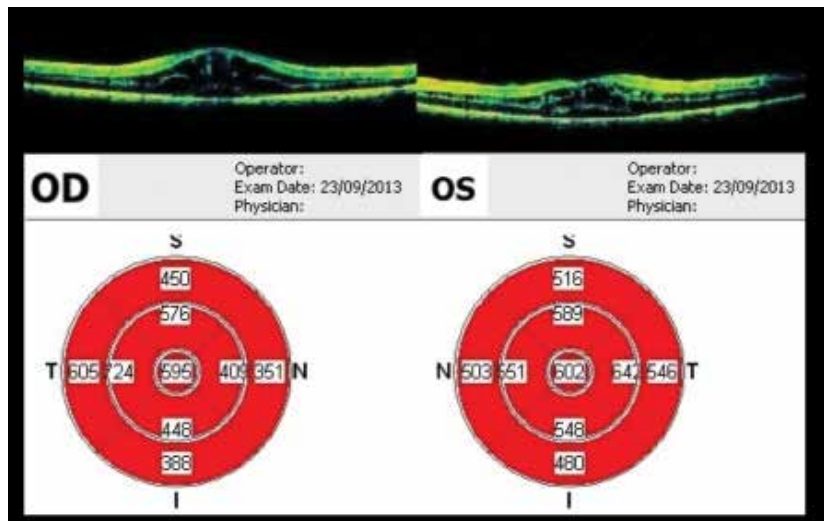 OD
Operator:
Exam Date: 23/09/2013
Physician:
OS
Operator:
Exam Date: 23/09/2013
Physician:
S
450
576
T 605 724 595 409 351 N
448
388
I
S
516
589
N 503 551 602 642 546 T
548
480
I